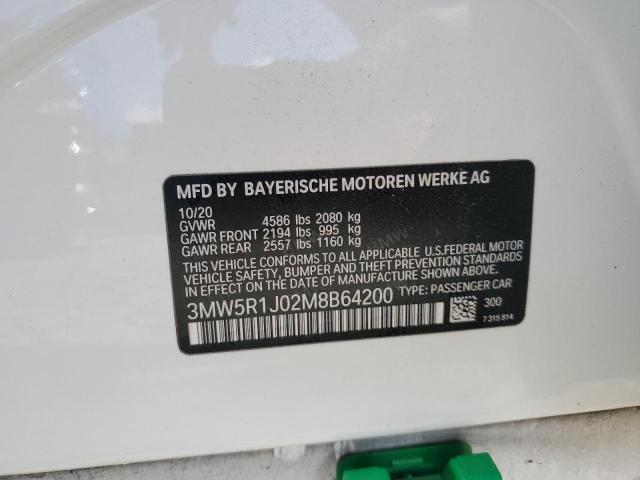 MFD BY BAYERISCHE MOTOREN WERKE AG
10/20
GVWR 4586 lbs 2080 kg
GAWR FRONT 2194 lbs 995 kg
GAWR REAR 2557 lbs 1160 kg
THIS VEHICLE CONFORMS TO ALL APPLICABLE U.S.FEDERAL MOTOR
VEHICLE SAFETY, BUMPER AND THEFT PREVENTION STANDARDS
IN EFFECT ON THE DATE OF MANUFACTURE SHOWN ABOVE.
3MW5R1J02M8B64200 TYPE: PASSENGER CAR
300
7 315 914